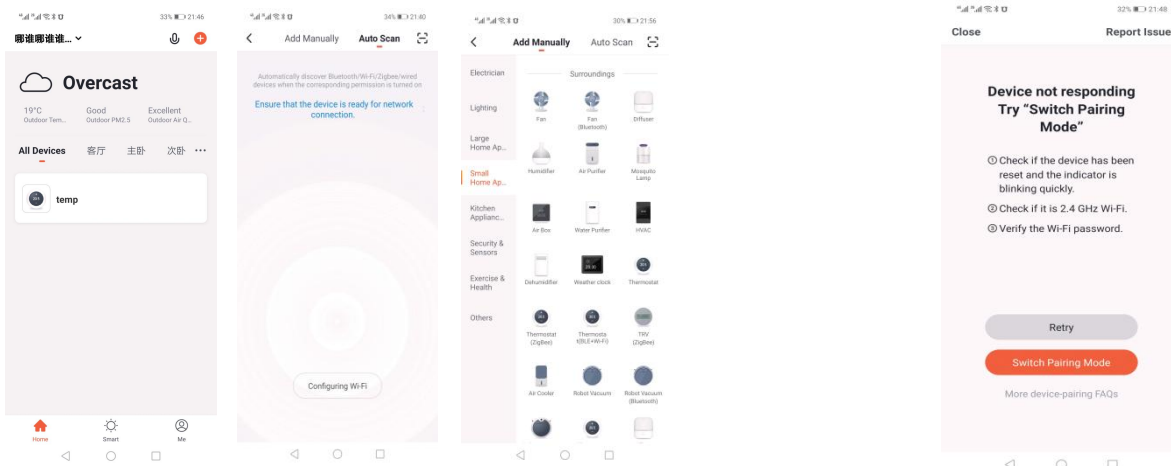 33% 21:46
哪谁哪谁谁...
Overcast
19°C Good Excellent
Outdoor Tem... Outdoor PM2.5 Outdoor Air Q...
All Devices 客厅 主卧 次卧 ...
temp
Home Smart Me
34% 21:40
Add Manually Auto Scan
Automatically discover Bluetooth/Wi-Fi/Zigbee/wired
devices when the corresponding permission is turned on
Ensure that the device is ready for network
connection.
Configuring Wi-Fi
30% 21:56
Add Manually Auto Scan
Electrician
Lighting
Large
Home Ap...
Small
Home Ap...
Kitchen
Applianc...
Security &
Sensors
Exercise &
Health
Others
Surroundings
Fan Fan
(Bluetooth) Diffuser
Humidifier Air Purifier Mosquito
Lamp
Air Box Water Purifier HVAC
Dehumidifier Weather clock Thermostat
Thermostat
(ZigBee) Thermosta
t(BLE+Wi-Fi) TRV
(ZigBee)
Air Cooler Robot Vacuum Robot Vacuum
(Bluetooth)
32% 21:48
Close Report Issue
Device not responding
Try “Switch Pairing
Mode”
① Check if the device has been
reset and the indicator is
blinking quickly.
② Check if it is 2.4 GHz Wi-Fi.
③ Verify the Wi-Fi password.
Retry
Switch Pairing Mode
More device-pairing FAQs